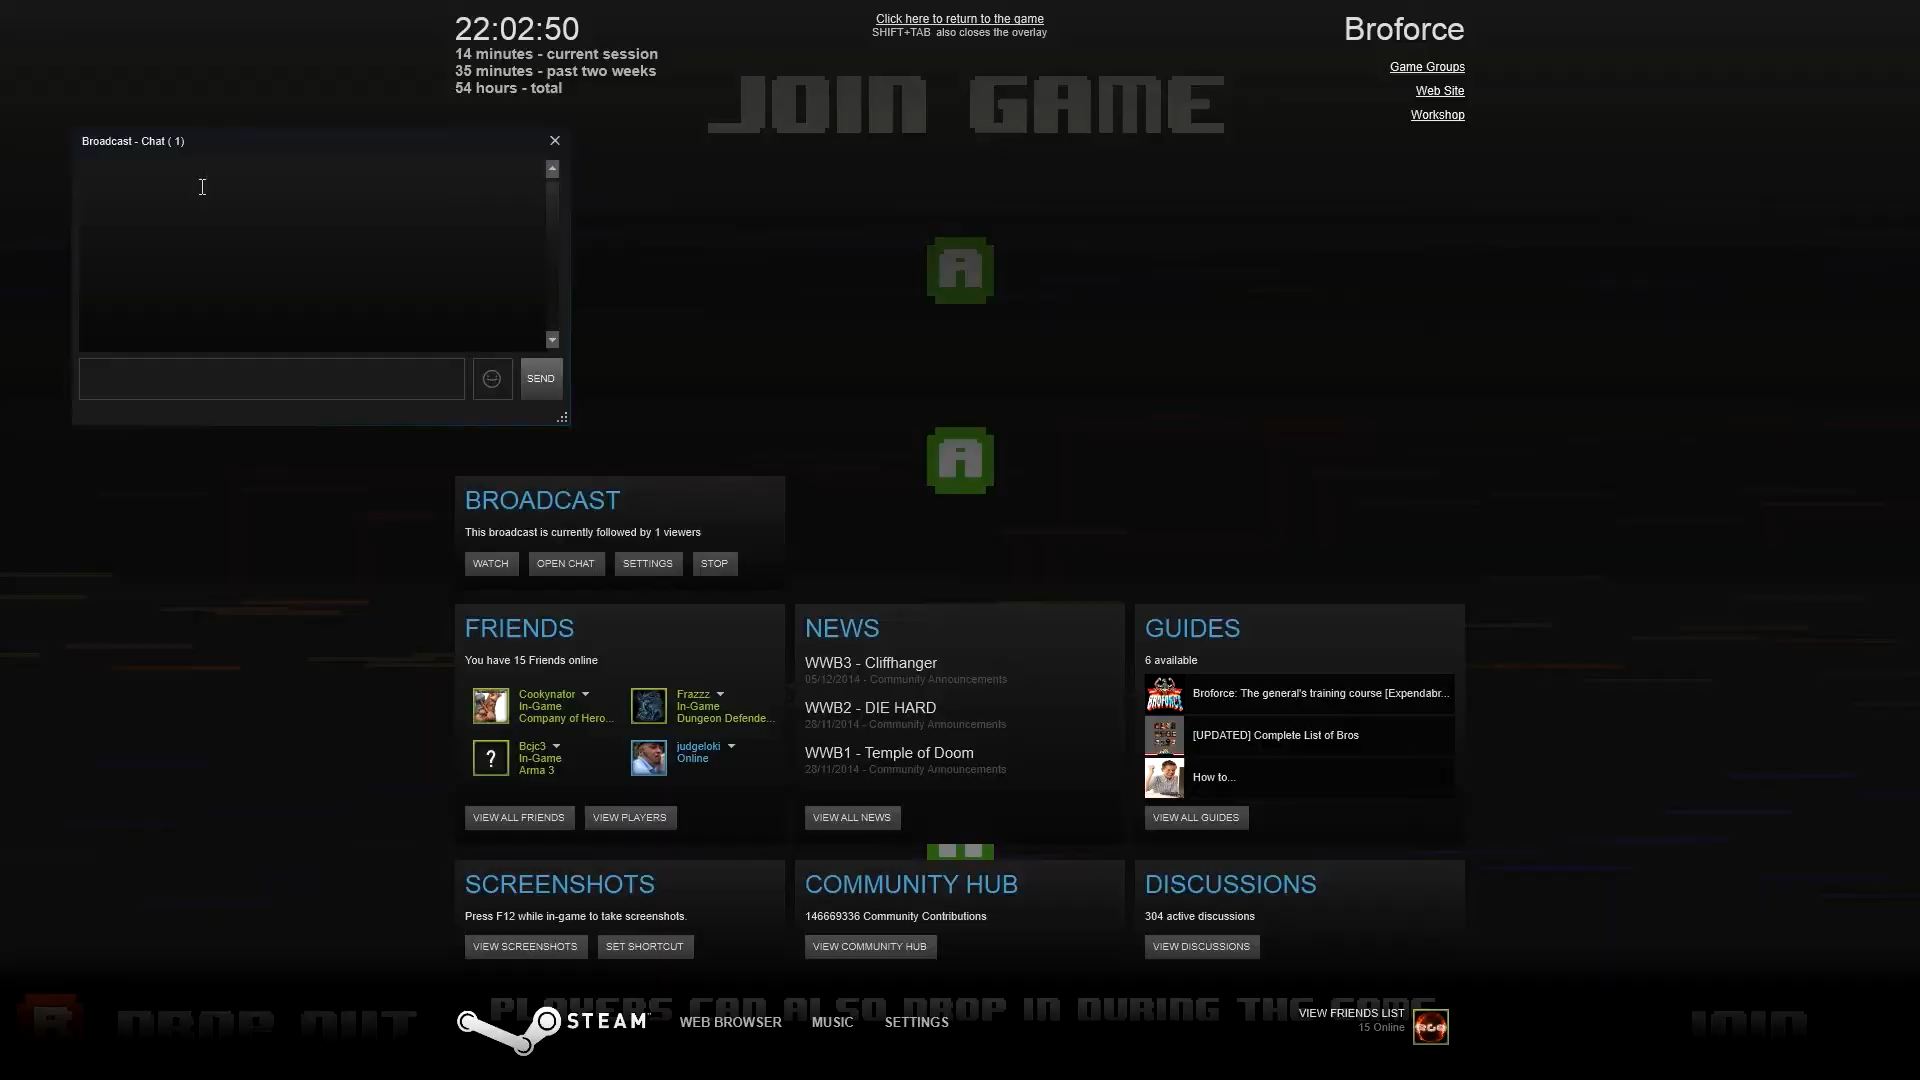 22:02:50
14 minutes - current session
35 minutes - past two weeks
54 hours - total
Click here to return to the game
SHIFT+TAB also closes the overlay
Broforce
Game Groups
Web Site
Workshop
JOIN GAME
Broadcast - Chat ( 1)
SEND
A
A
BROADCAST
This broadcast is currently followed by 1 viewers
WATCH
OPEN CHAT
SETTINGS
STOP
FRIENDS
You have 15 Friends online
Cookynator
In-Game
Company of Hero...
Frazzz
In-Game
Dungeon Defende...
?
Bcjc3
In-Game
Arma 3
judgeloki
Online
VIEW ALL FRIENDS
VIEW PLAYERS
NEWS
WWB3 - Cliffhanger
05/12/2014 - Community Announcements
WWB2 - DIE HARD
28/11/2014 - Community Announcements
WWB1 - Temple of Doom
28/11/2014 - Community Announcements
VIEW ALL NEWS
GUIDES
6 available
BROFORCE
Broforce: The general's training course [Expendabr...
[UPDATED] Complete List of Bros
How to...
VIEW ALL GUIDES
SCREENSHOTS
Press F12 while in-game to take screenshots.
VIEW SCREENSHOTS
SET SHORTCUT
COMMUNITY HUB
146669336 Community Contributions
VIEW COMMUNITY HUB
DISCUSSIONS
304 active discussions
VIEW DISCUSSIONS
PLAYERS CAN ALSO DROP IN DURING THE GAME
DROP OUT
STEAM
WEB BROWSER
MUSIC
SETTINGS
VIEW FRIENDS LIST
15 Online
JOIN